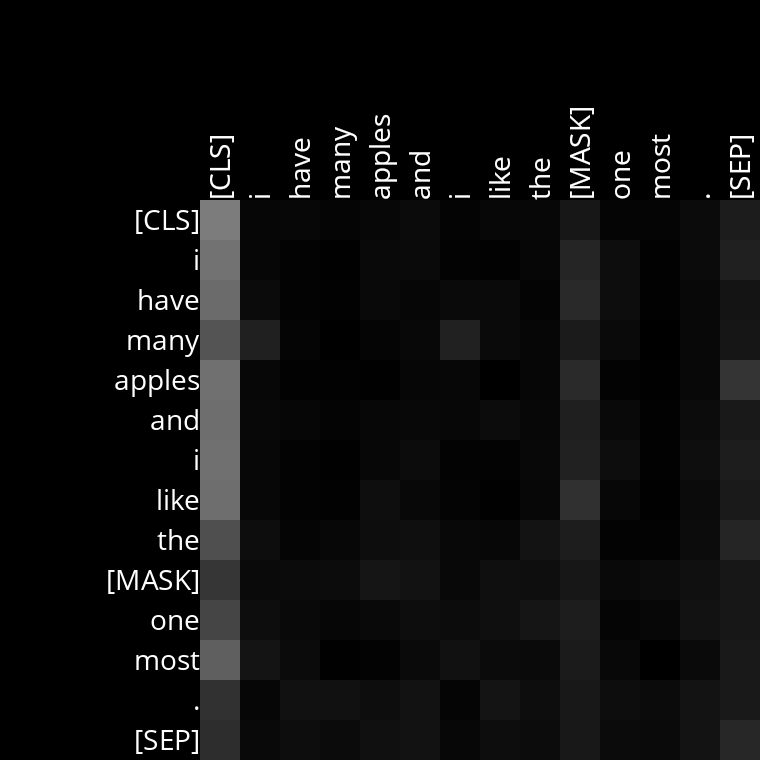 [CLS] i have many apples and i like the [MASK] one most . [SEP]
[CLS]
i
have
many
apples
and
i
like
the
[MASK]
one
most
.
[SEP]